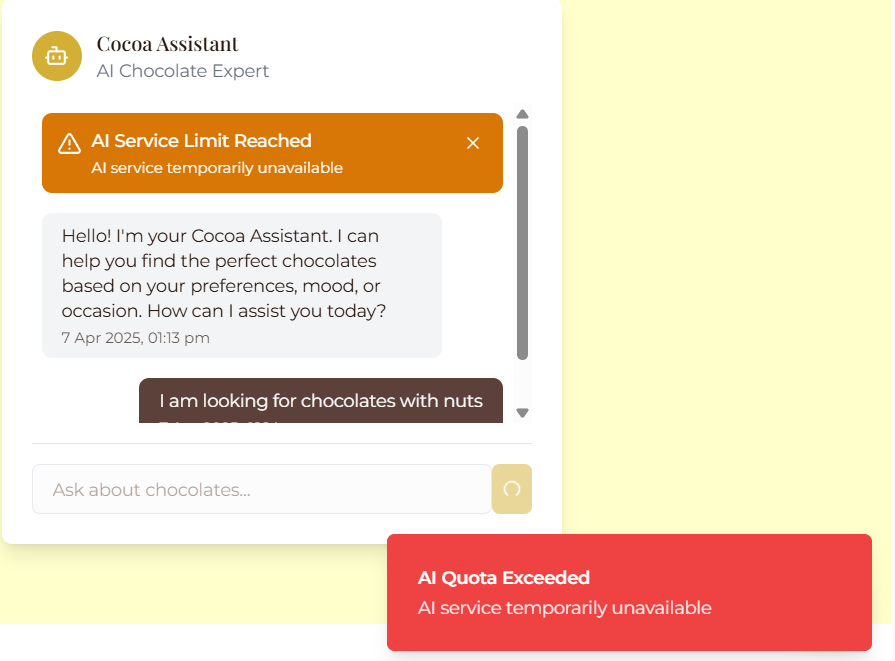 Cocoa Assistant
AI Chocolate Expert
AI Service Limit Reached
AI service temporarily unavailable
Hello! I'm your Cocoa Assistant. I can
help you find the perfect chocolates
based on your preferences, mood, or
occasion. How can I assist you today?
7 Apr 2025, 01:13 pm
I am looking for chocolates with nuts
Ask about chocolates...
AI Quota Exceeded
AI service temporarily unavailable